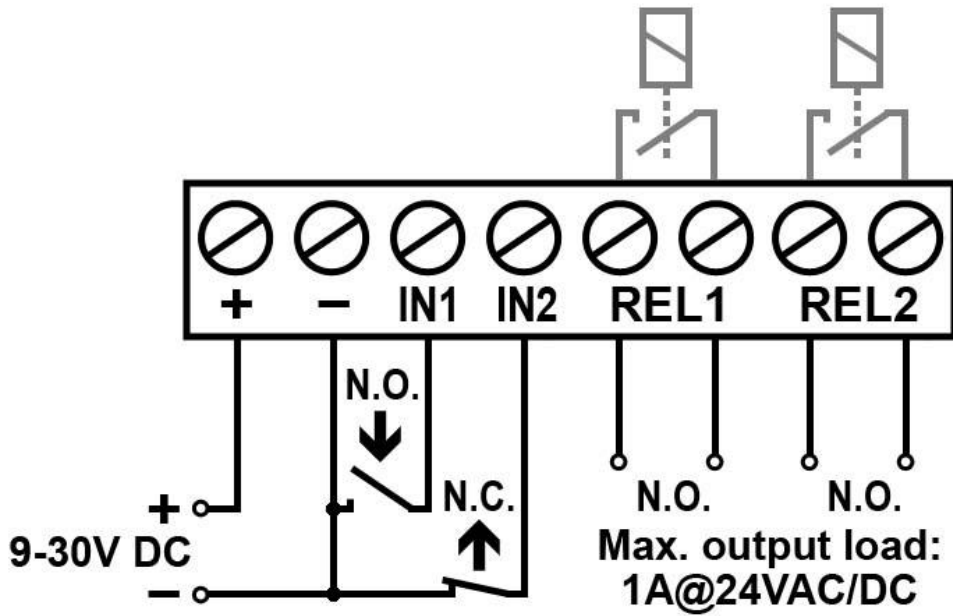 + − IN1 IN2 REL1 REL2
N.O.
N.C.
N.O. N.O.
+
9-30V DC
−
Max. output load:
1A@24VAC/DC